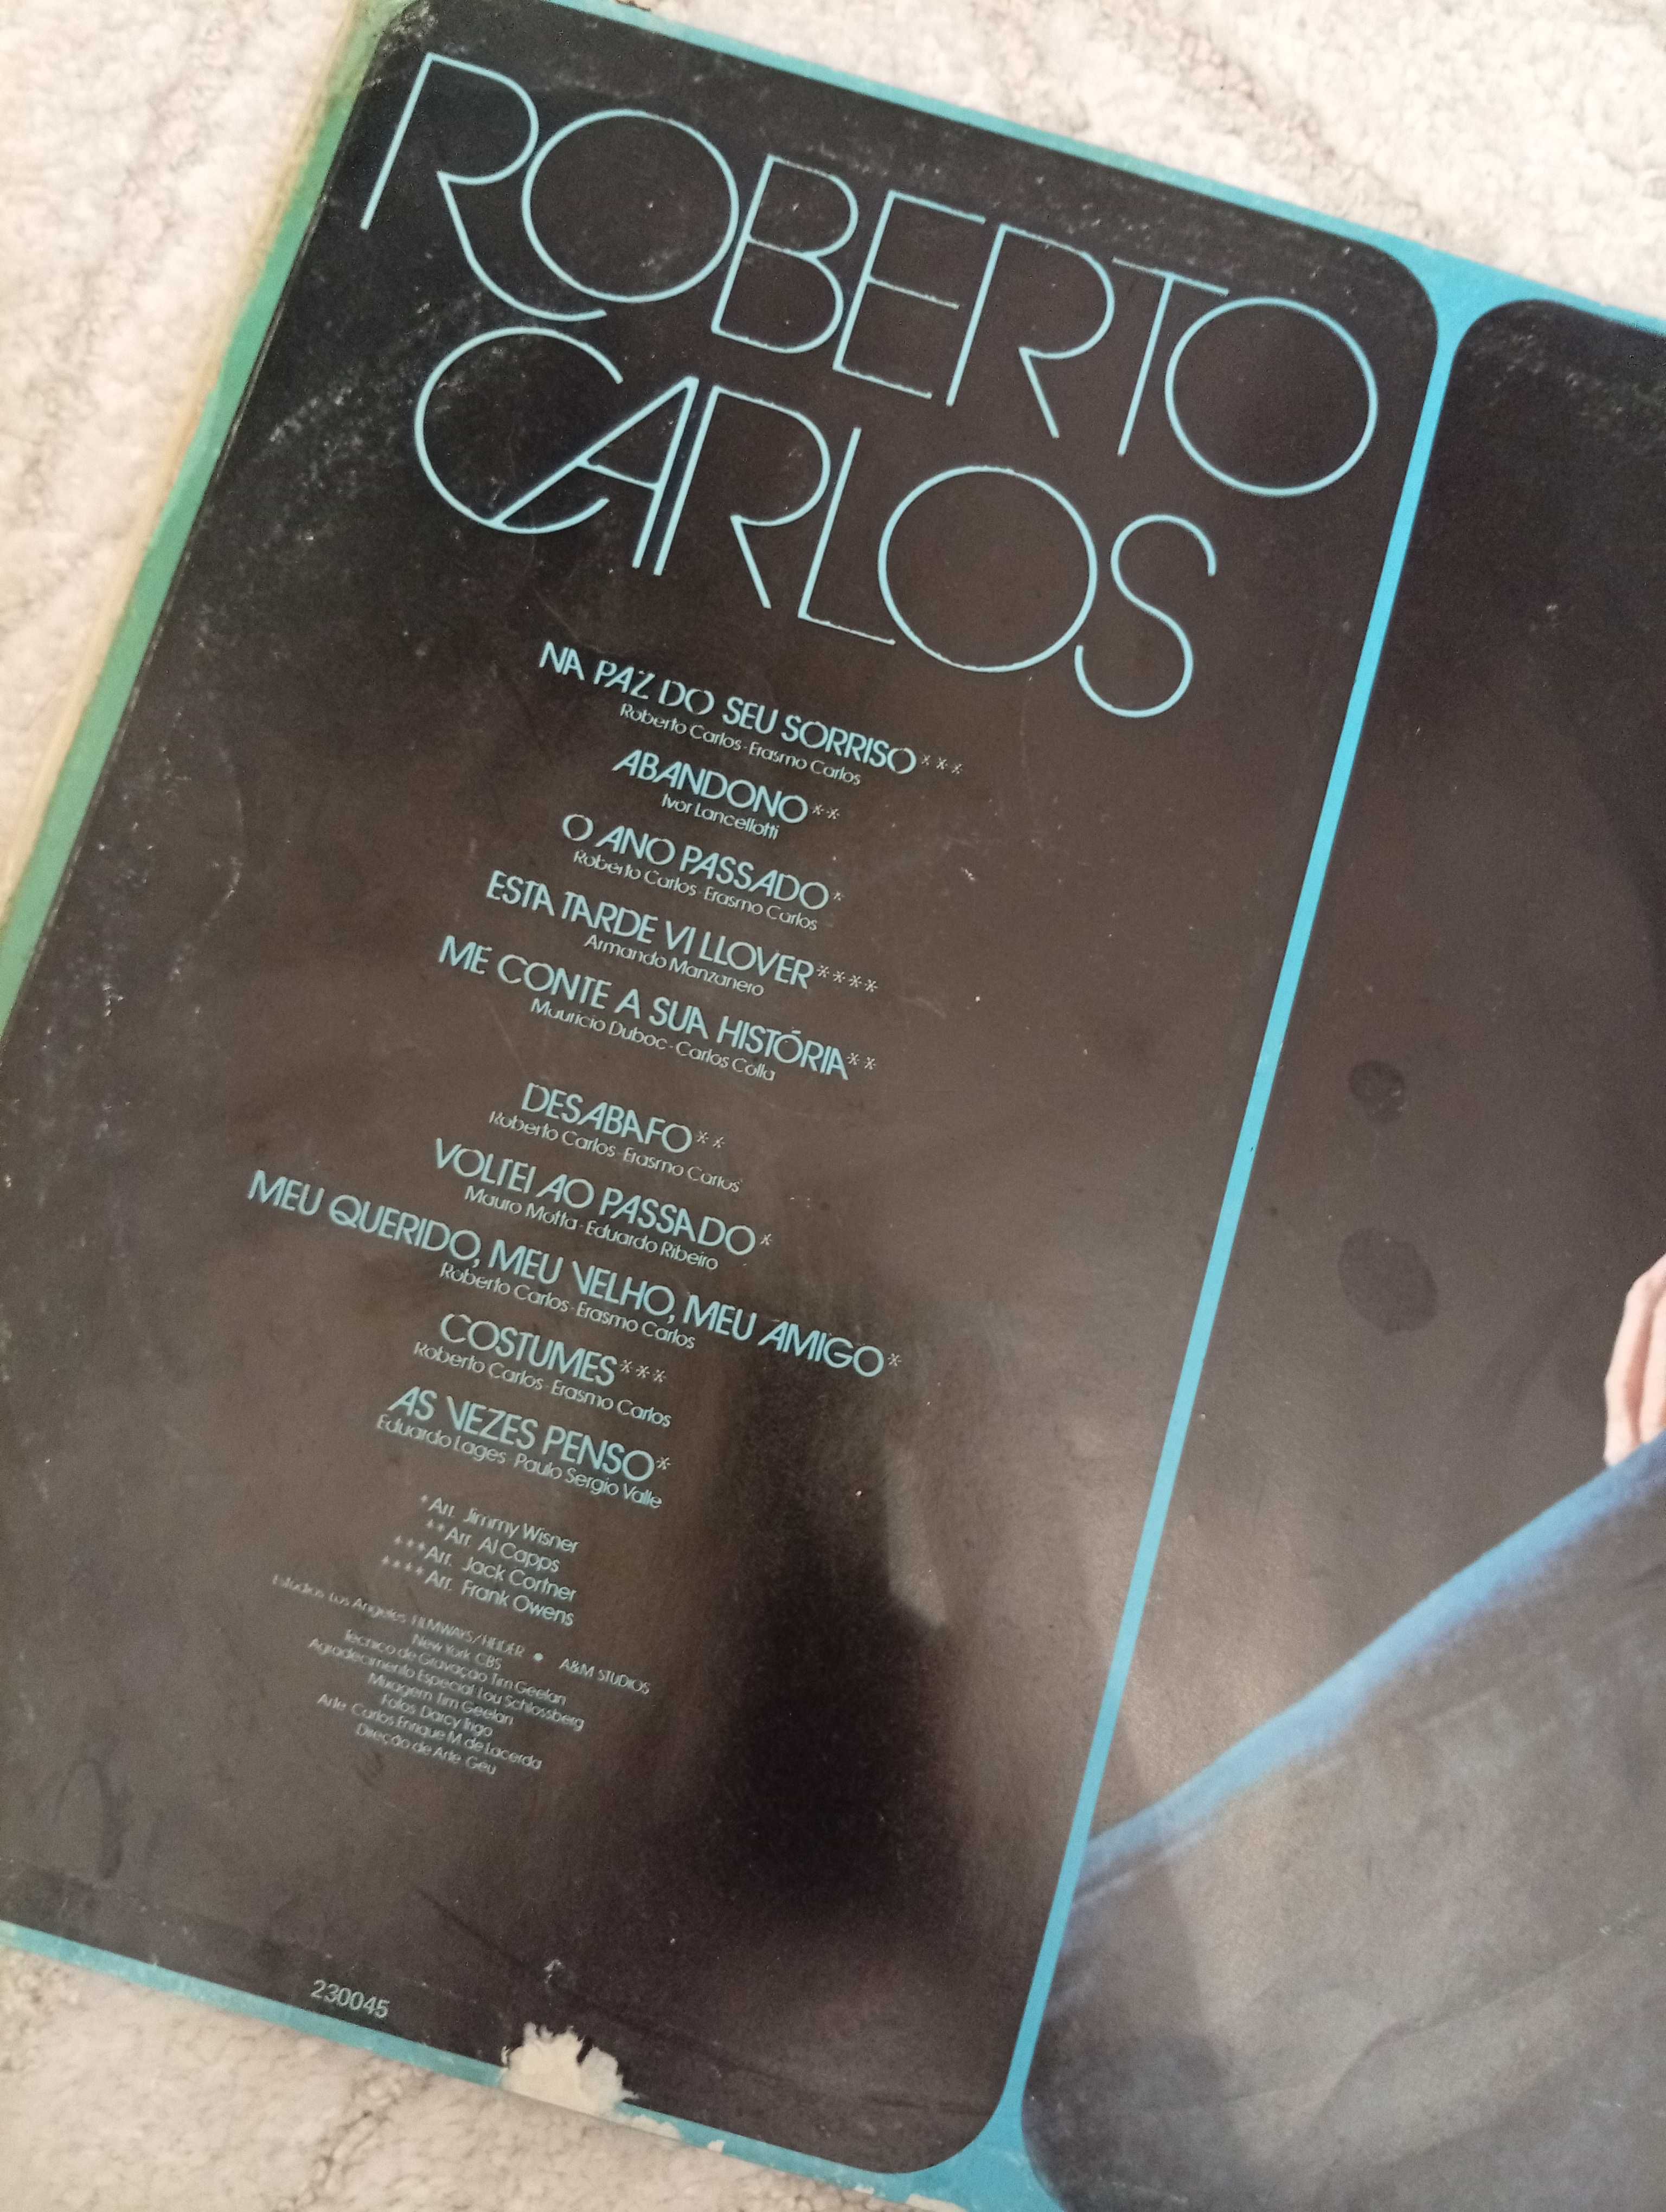 ROBERTO
CARLOS
NA PAZ DO SEU SORRISO***
Roberto Carlos - Erasmo Carlos
ABANDONO**
Ivor Lancellotti
O ANO PASSADO*
Roberto Carlos - Erasmo Carlos
ESTA TARDE VI LLOVER****
Armando Manzanero
ME CONTE A SUA HISTÓRIA**
Mauricio Duboc - Carlos Colla
DESABAFO**
Roberto Carlos - Erasmo Carlos
VOLTEI AO PASSADO*
Mauro Motta - Eduardo Ribeiro
MEU QUERIDO, MEU VELHO, MEU AMIGO*
Roberto Carlos - Erasmo Carlos
COSTUMES***
Roberto Carlos - Erasmo Carlos
AS VEZES PENSO*
Eduardo Lages - Paulo Sergio Valle
*Arr. Jimmy Wisner
**Arr. Al Capps
***Arr. Jack Cortner
****Arr. Frank Owens
Estudios Los Angeles FILMWAYS/HEIDER • A&M STUDIOS
New York CBS
Tecnico de Gravação Tim Geelan
Agradecimento Especial Lou Schlossberg
Mixagem Tim Geelan
Fotos Darcy Trigo
Arte Carlos Enrique M. de Lacerda
Direção de Arte Géu
230045